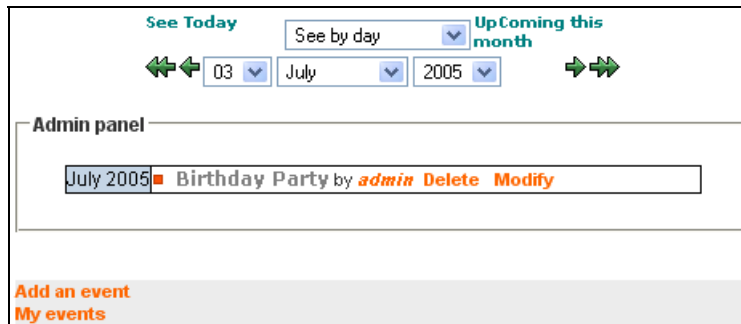 See Today See by day UpComing this
month
03 July 2005
Admin panel
July 2005 Birthday Party by admin Delete Modify
Add an event
My events